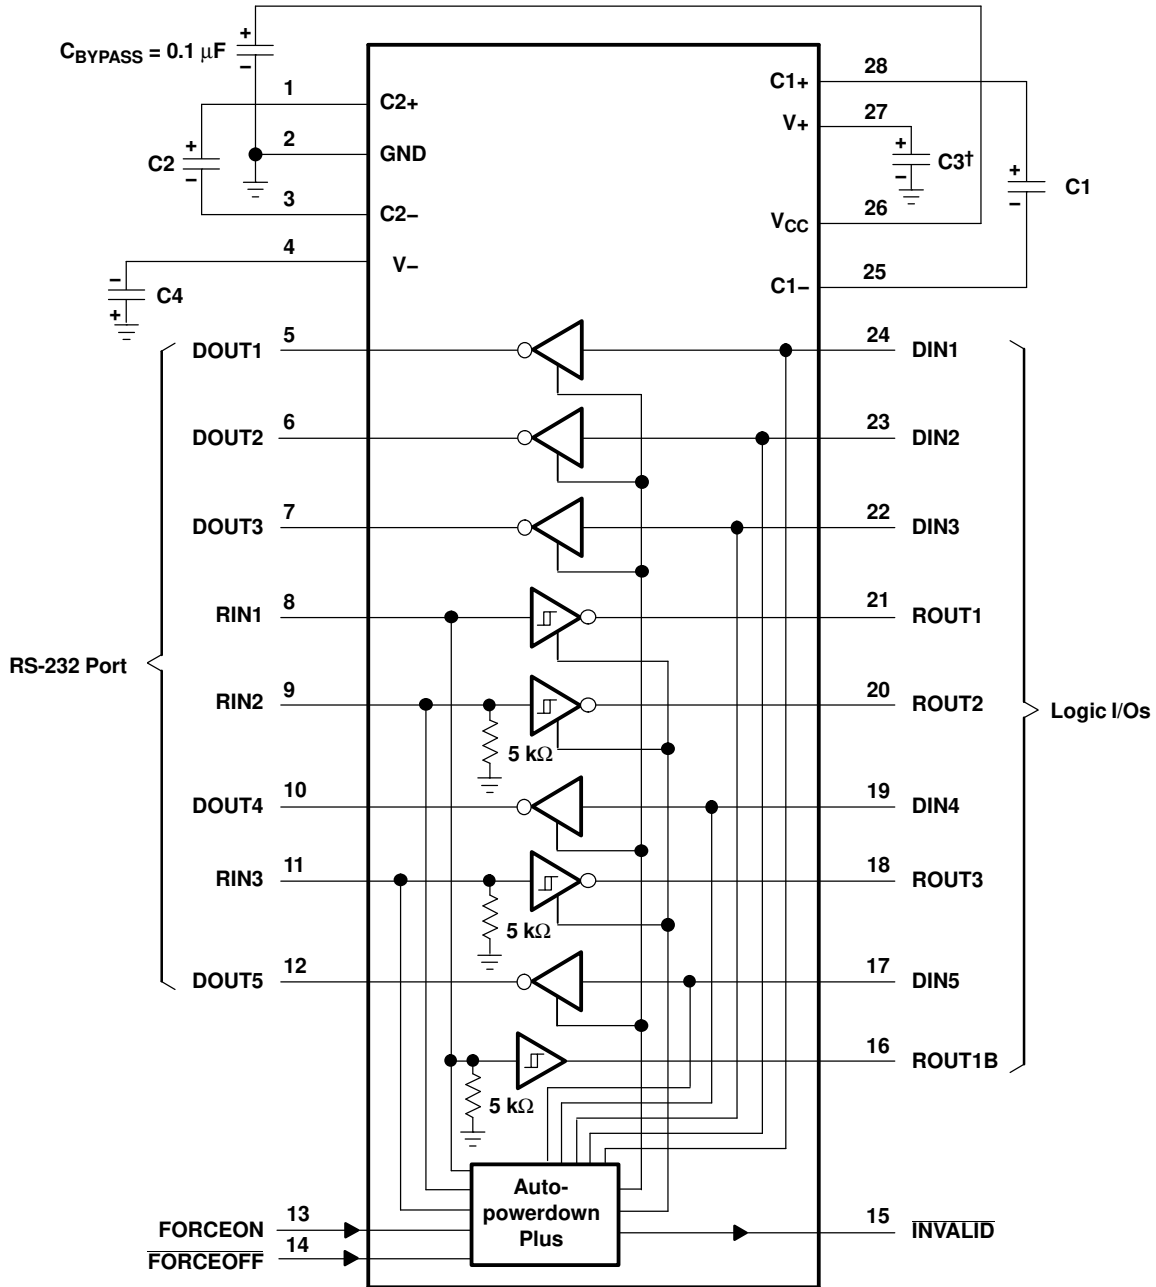 C_BYPASS = 0.1 μF
+
−
1
C2+
2
GND
C2
+
−
3
C2−
4
V−
−
C4
+
28
C1+
27
V+
+
−
C3†
+
−
C1
26
V_CC
25
C1−
DOUT1
5
24
DIN1
DOUT2
6
23
DIN2
DOUT3
7
22
DIN3
RIN1
8
21
ROUT1
RS-232 Port
RIN2
9
5 kΩ
20
ROUT2
Logic I/Os
DOUT4
10
19
DIN4
RIN3
11
5 kΩ
18
ROUT3
DOUT5
12
17
DIN5
5 kΩ
16
ROUT1B
Auto-
powerdown
Plus
FORCEON
13
FORCEOFF
14
15
INVALID